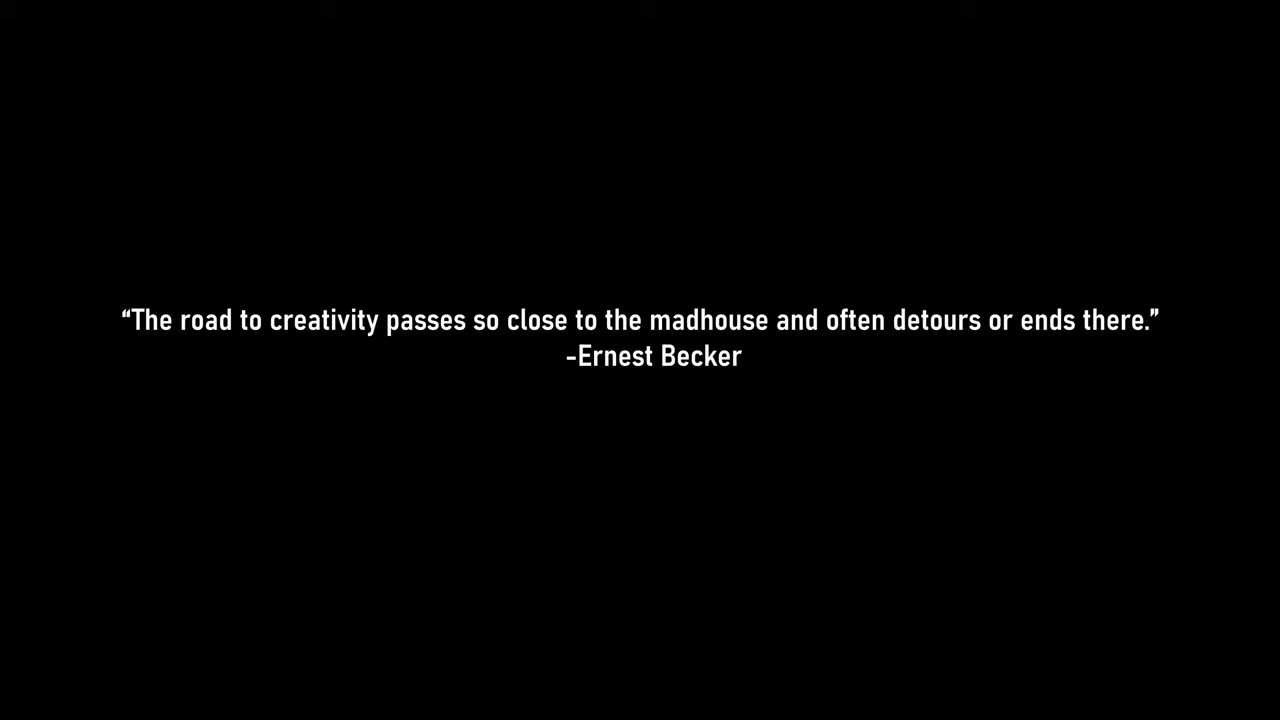 “The road to creativity passes so close to the madhouse and often detours or ends there.”
-Ernest Becker